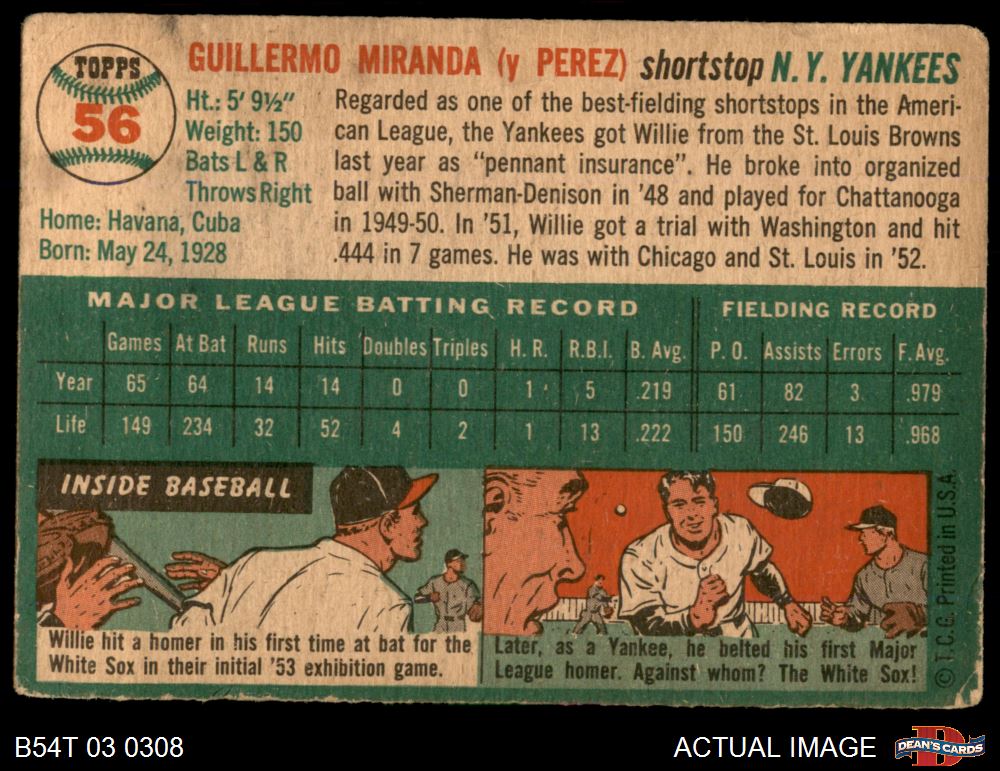 TOPPS
56
GUILLERMO MIRANDA (y PEREZ) shortstop N. Y. YANKEES
Ht.: 5' 9½"
Weight: 150
Bats L & R
Throws Right
Home: Havana, Cuba
Born: May 24, 1928
Regarded as one of the best-fielding shortstops in the Ameri-
can League, the Yankees got Willie from the St. Louis Browns
last year as "pennant insurance". He broke into organized
ball with Sherman-Denison in '48 and played for Chattanooga
in 1949-50. In '51, Willie got a trial with Washington and hit
.444 in 7 games. He was with Chicago and St. Louis in '52.
MAJOR LEAGUE BATTING RECORD FIELDING RECORD
Games At Bat Runs Hits Doubles Triples H. R. R.B.I. B. Avg. P. O. Assists Errors F. Avg.
Year 65 64 14 14 0 0 1 5 .219 61 82 3 .979
Life 149 234 32 52 4 2 1 13 .222 150 246 13 .968
INSIDE BASEBALL
Willie hit a homer in his first time at bat for the
White Sox in their initial '53 exhibition game.
Later, as a Yankee, he belted his first Major
League homer. Against whom? The White Sox!
© T.C.G. Printed in U.S.A.
B54T 03 0308
ACTUAL IMAGE
DEAN'S CARDS